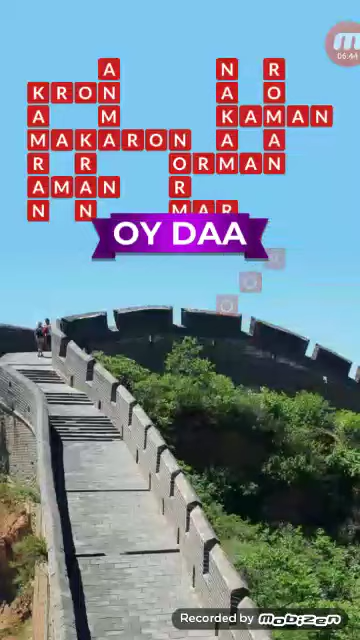 A N R
KRON A O
A M KAMAN
MAKARON A A
R R ORMAN
AMAN R
N N MAR
OY DAA
06:44
Recorded by mobizen